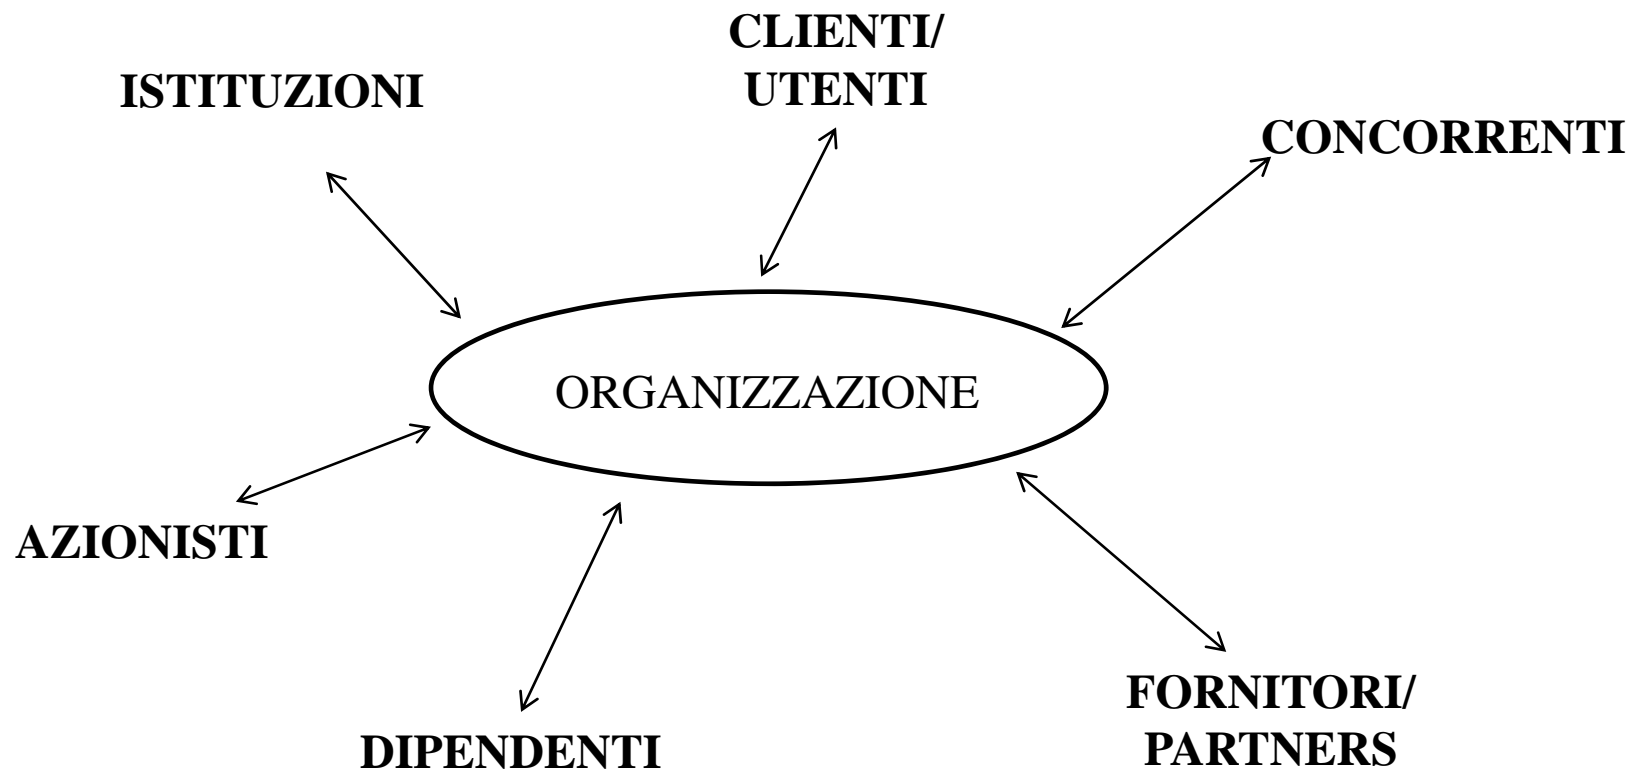 CLIENTI/
UTENTI
ISTITUZIONI
CONCORRENTI
ORGANIZZAZIONE
AZIONISTI
FORNITORI/
PARTNERS
DIPENDENTI